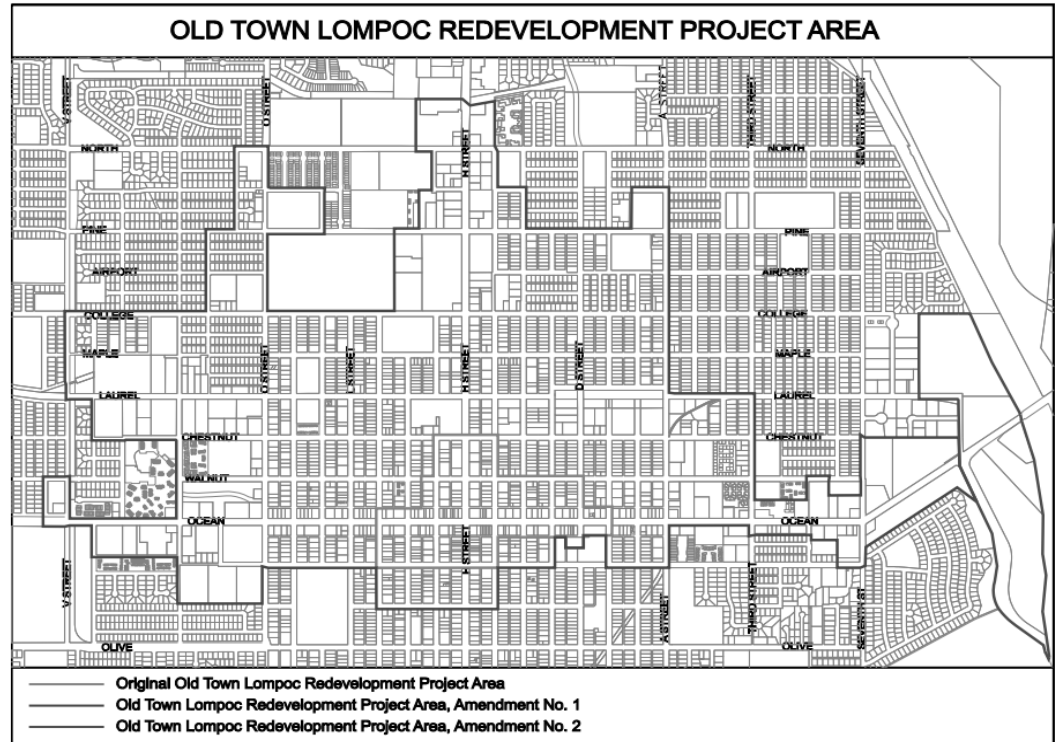 OLD TOWN LOMPOC REDEVELOPMENT PROJECT AREA
V STREET
O STREET
H STREET
A STREET
THIRD STREET
SEVENTH STREET
NORTH
NORTH
PINE
PINE
AIRPORT
AIRPORT
COLLEGE
COLLEGE
MAPLE
MAPLE
O STREET
L STREET
H STREET
D STREET
LAUREL
LAUREL
CHESTNUT
CHESTNUT
WALNUT
OCEAN
OCEAN
V STREET
H STREET
A STREET
THIRD STREET
SEVENTH ST
OLIVE
OLIVE
Original Old Town Lompoc Redevelopment Project Area
Old Town Lompoc Redevelopment Project Area, Amendment No. 1
Old Town Lompoc Redevelopment Project Area, Amendment No. 2